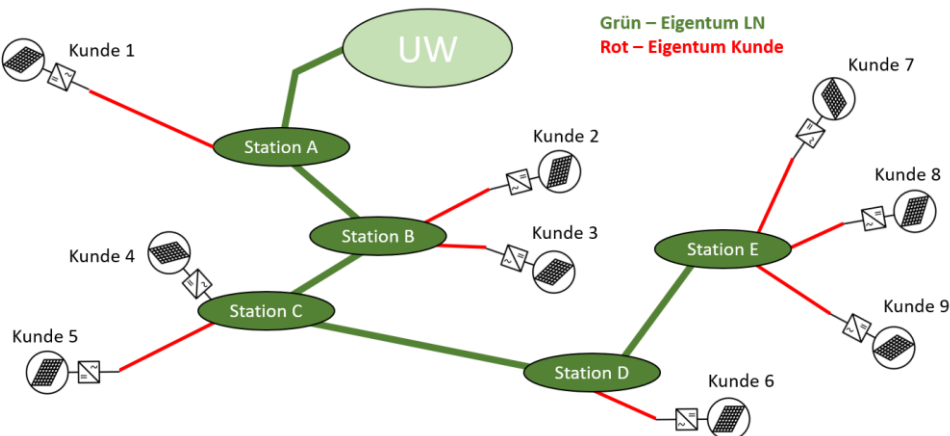 UW
Grün – Eigentum LN
Rot – Eigentum Kunde
Kunde 1
Kunde 7
Station A
Kunde 2
Kunde 8
Station B
Kunde 3
Station E
Kunde 4
Station C
Kunde 9
Kunde 5
Station D
Kunde 6